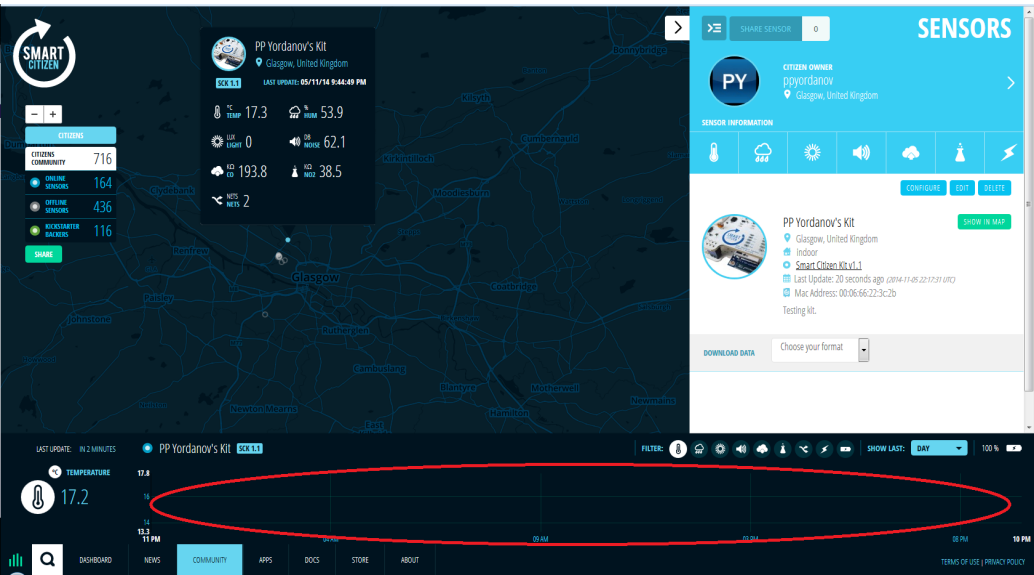 SMART
CITIZEN
− +
CITIZENS
CITIZENS COMMUNITY 716
ONLINE SENSORS 164
OFFLINE SENSORS 436
KICKSTARTER BACKERS 116
SHARE
PP Yordanov's Kit
Glasgow, United Kingdom
SCK 1.1 LAST UPDATE: 05/11/14 9:44:49 PM
°C TEMP 17.3 % HUM 53.9
LUX LIGHT 0 DB NOISE 62.1
KΩ CO 193.8 KΩ NO2 38.5
NETS NETS 2
Bonnybridge
Kilsyth
Cumbernauld
Kirkintilloch
Clydebank
Moodiesburn
Renfrew
Glasgow
Coatbridge
Paisley
Johnstone
Rutherglen
Cambuslang
Blantyre
Motherwell
Newmains
Newton Mearns
Hamilton
East
SHARE SENSOR 0
SENSORS
PY
CITIZEN OWNER
ppyordanov
Glasgow, United Kingdom
SENSOR INFORMATION
CONFIGURE EDIT DELETE
PP Yordanov's Kit
SHOW IN MAP
Glasgow, United Kingdom
Indoor
Smart Citizen Kit v1.1
Last Update: 20 seconds ago (2014-11-05 22:17:31 UTC)
Mac Address: 00:06:66:22:3c:2b
Testing kit.
DOWNLOAD DATA Choose your format
LAST UPDATE: IN 2 MINUTES PP Yordanov's Kit SCK 1.1 FILTER: SHOW LAST: DAY 100 %
°C TEMPERATURE
17.2
17.8
16
14
13.3
11 PM 04 AM 09 AM 03 PM 08 PM 10 PM
DASHBOARD NEWS COMMUNITY APPS DOCS STORE ABOUT
TERMS OF USE | PRIVACY POLICY